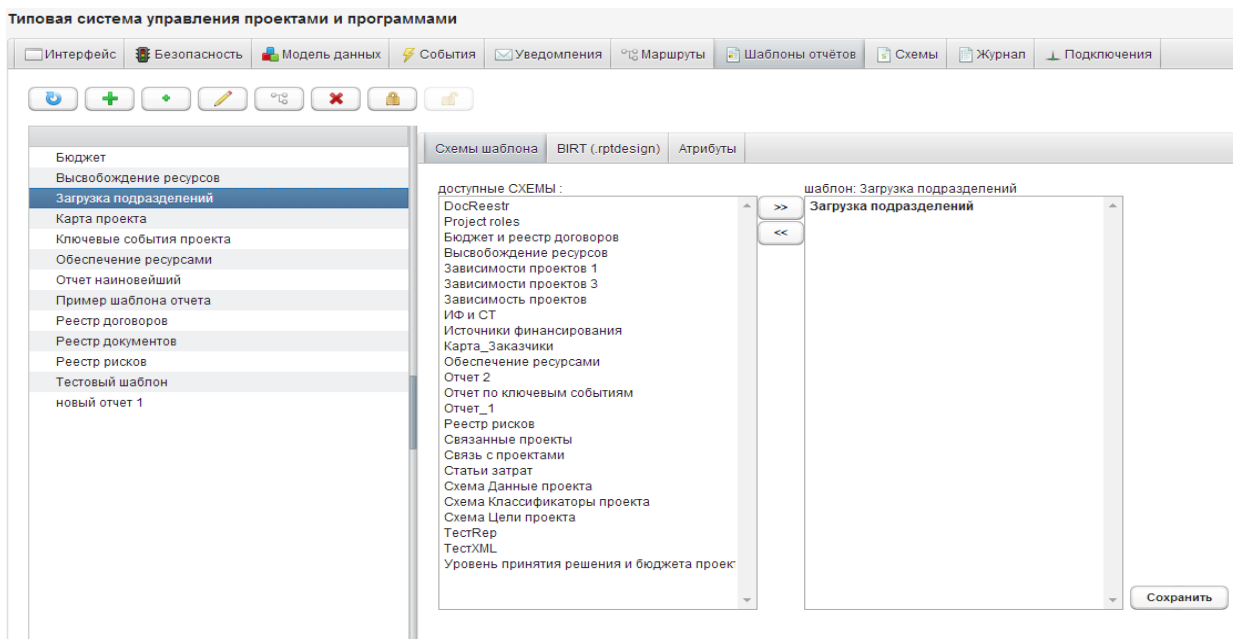 Типовая система управления проектами и программами
Интерфейс Безопасность Модель данных События Уведомления Маршруты Шаблоны отчётов Схемы Журнал Подключения
Бюджет
Высвобождение ресурсов
Загрузка подразделений
Карта проекта
Ключевые события проекта
Обеспечение ресурсами
Отчет наиновейший
Пример шаблона отчета
Реестр договоров
Реестр документов
Реестр рисков
Тестовый шаблон
новый отчет 1
Схемы шаблона BIRT (.rptdesign) Атрибуты
доступные СХЕМЫ :
DocReestr
Project roles
Бюджет и реестр договоров
Высвобождение ресурсов
Зависимости проектов 1
Зависимости проектов 3
Зависимость проектов
ИФ и СТ
Источники финансирования
Карта_Заказчики
Обеспечение ресурсами
Отчет 2
Отчет по ключевым событиям
Отчет_1
Реестр рисков
Связанные проекты
Связь с проектами
Статьи затрат
Схема Данные проекта
Схема Классификаторы проекта
Схема Цели проекта
ТестRep
ТестXML
Уровень принятия решения и бюджета проек
>>
<<
шаблон: Загрузка подразделений
Загрузка подразделений
Сохранить